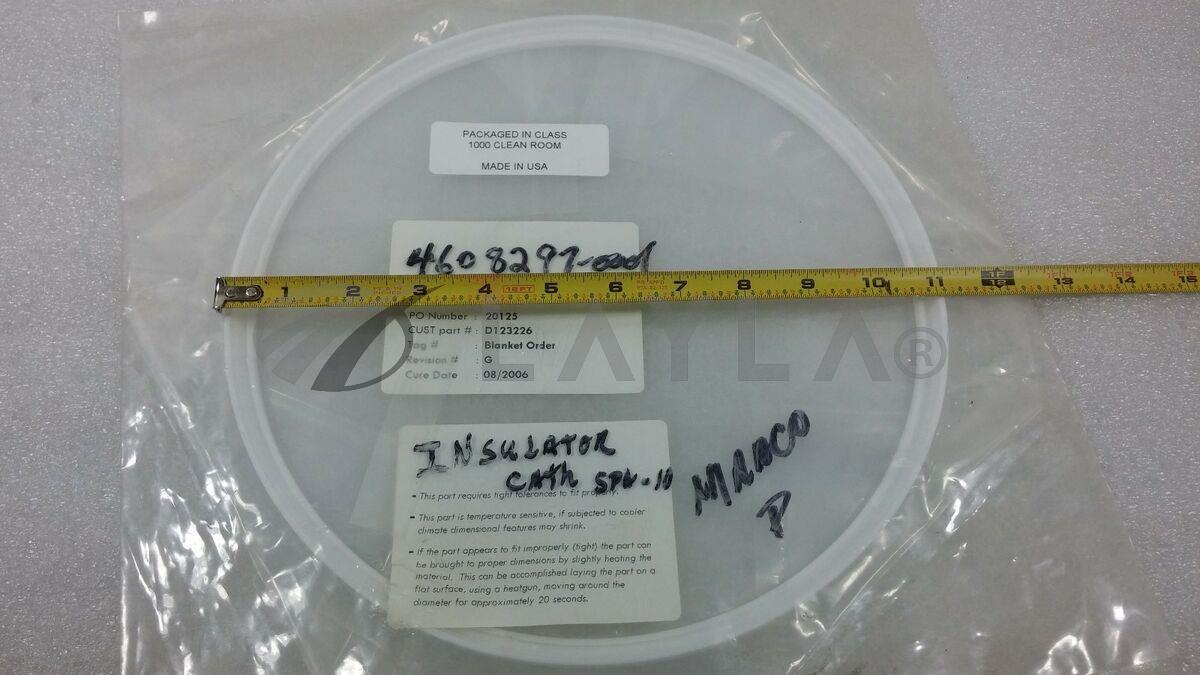 PACKAGED IN CLASS
1000 CLEAN ROOM
MADE IN USA
1 2 3 4 12FT 5 6 7 8 9 10 11 1F 12 13 14 15
PO Number : 20125
CUST part # : D123226
Tag # : Blanket Order
Revision # : G
Cure Date : 08/2006
LAYLA®
INSULATOR
CATH SPA-10
MARCO
P
- This part requires tight tolerances to fit properly.
- This part is temperature sensitive, if subjected to cooler
climate dimensional features may shrink.
- If the part appears to fit improperly (tight) the part can
be brought to proper dimensions by slightly heating the
material. This can be accomplished laying the part on a
flat surface, using a heatgun, moving around the
diameter for approximately 20 seconds.